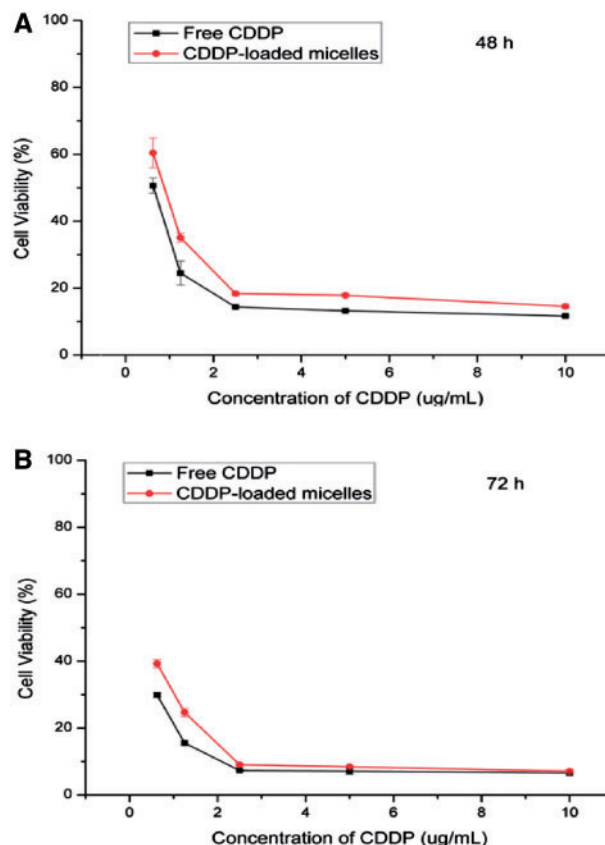 A
Free CDDP
CDDP-loaded micelles
48 h
100
80
60
40
20
0
Cell Viability (%)
0 2 4 6 8 10
Concentration of CDDP (ug/mL)
B
Free CDDP
CDDP-loaded micelles
72 h
100
80
60
40
20
0
Cell Viability (%)
0 2 4 6 8 10
Concentration of CDDP (ug/mL)